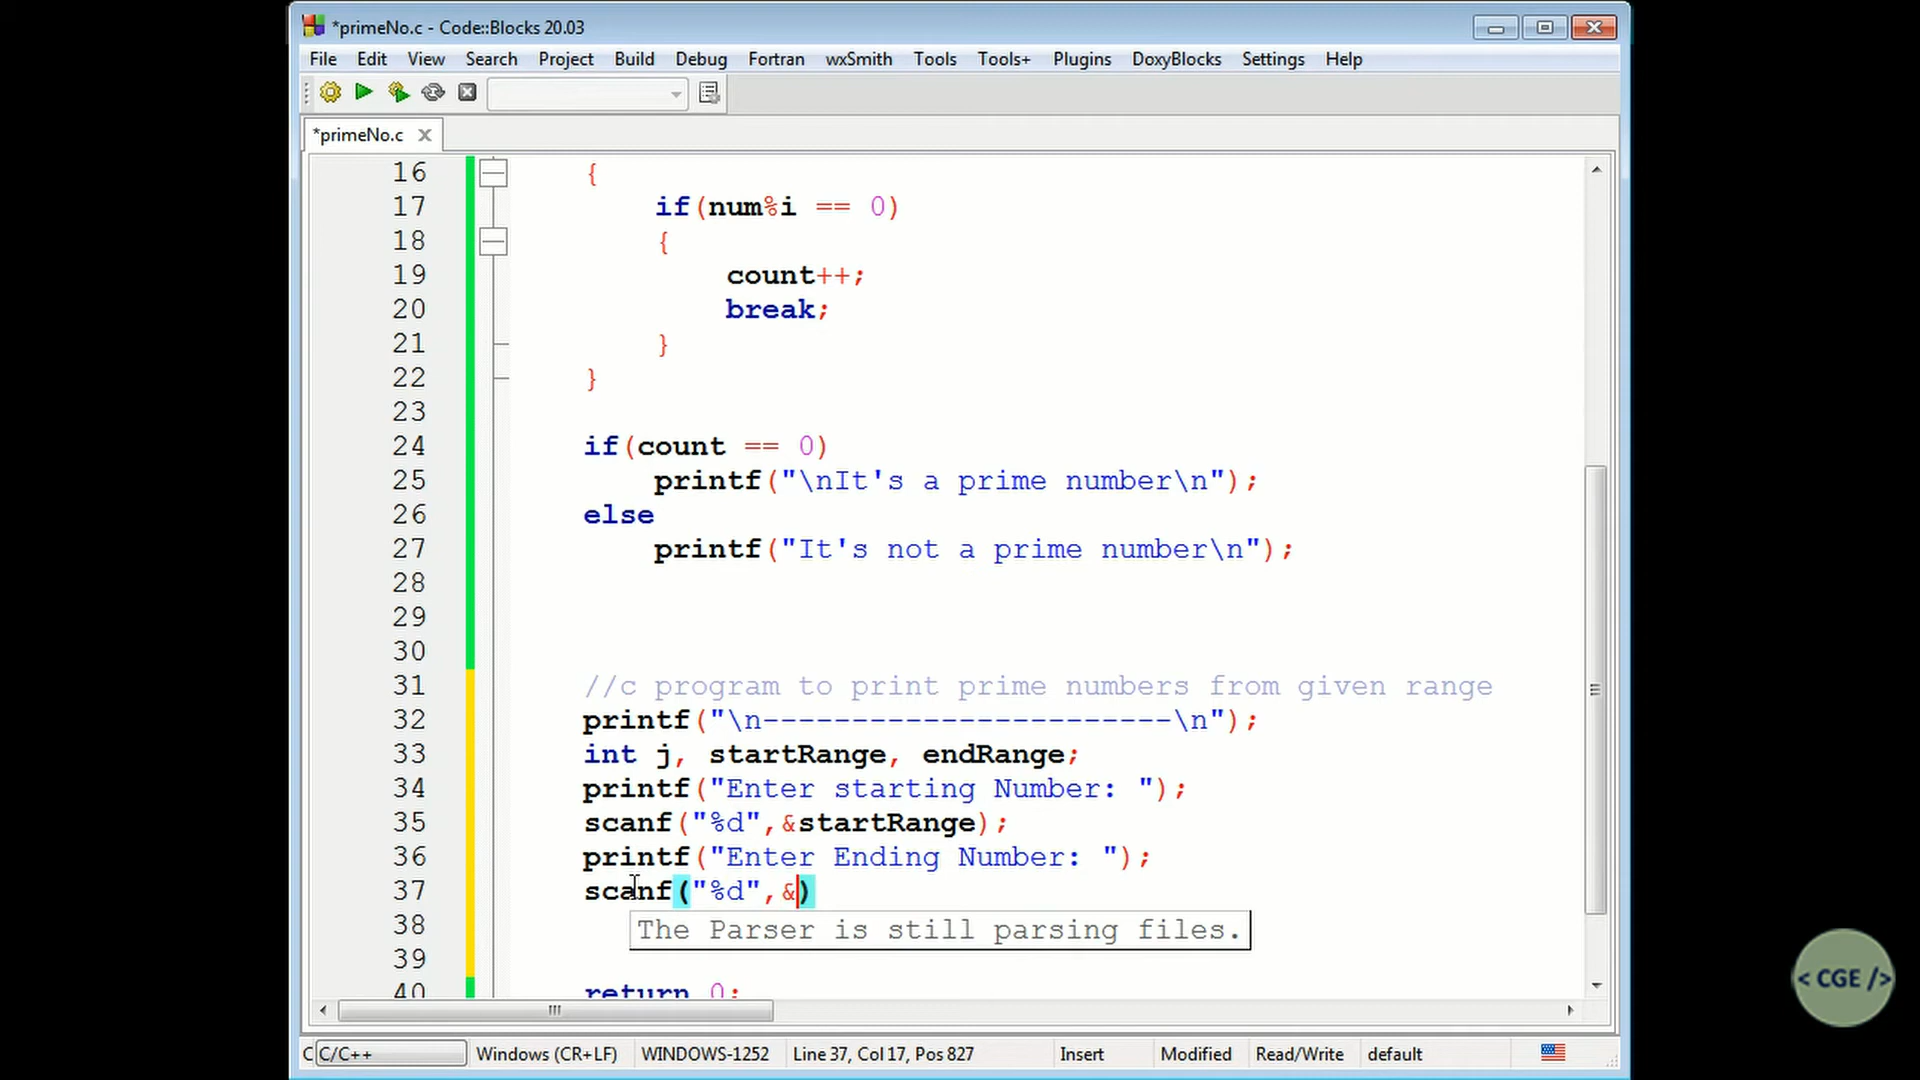 *primeNo.c - Code::Blocks 20.03
File Edit View Search Project Build Debug Fortran wxSmith Tools Tools+ Plugins DoxyBlocks Settings Help
*primeNo.c
16 {
17 if(num%i == 0)
18 {
19 count++;
20 break;
21 }
22 }
23
24 if(count == 0)
25 printf("\nIt's a prime number\n");
26 else
27 printf("It's not a prime number\n");
28
29
30
31 //c program to print prime numbers from given range
32 printf("\n-----------------------\n");
33 int j, startRange, endRange;
34 printf("Enter starting Number: ");
35 scanf("%d",&startRange);
36 printf("Enter Ending Number: ");
37 scanf("%d",&)
38 The Parser is still parsing files.
39
40 return 0;
C C/C++ Windows (CR+LF) WINDOWS-1252 Line 37, Col 17, Pos 827 Insert Modified Read/Write default
< CGE />